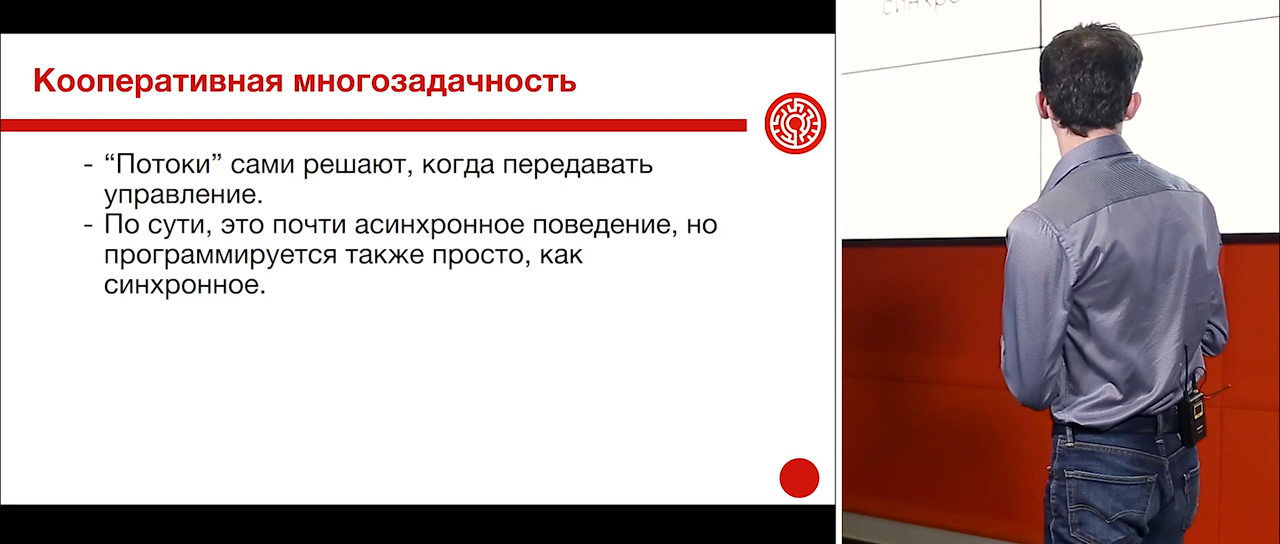 Кооперативная многозадачность
- “Потоки” сами решают, когда передавать
управление.
- По сути, это почти асинхронное поведение, но
программируется также просто, как
синхронное.